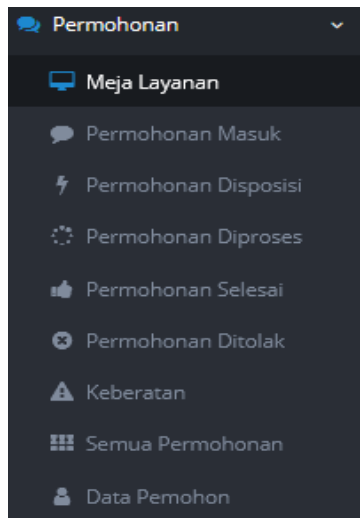 Permohonan
Meja Layanan
Permohonan Masuk
Permohonan Disposisi
Permohonan Diproses
Permohonan Selesai
Permohonan Ditolak
Keberatan
Semua Permohonan
Data Pemohon